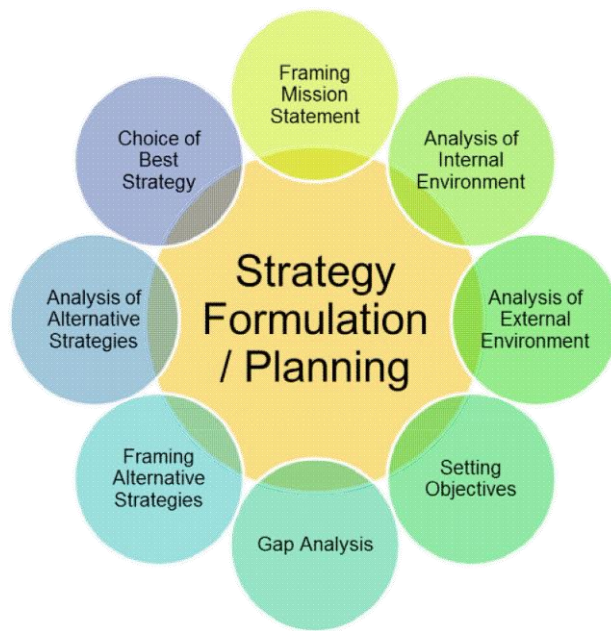 Framing
Mission
Statement
Analysis of
Internal
Environment
Analysis of
External
Environment
Setting
Objectives
Gap Analysis
Framing
Alternative
Strategies
Analysis of
Alternative
Strategies
Choice of
Best
Strategy
Strategy
Formulation
/ Planning